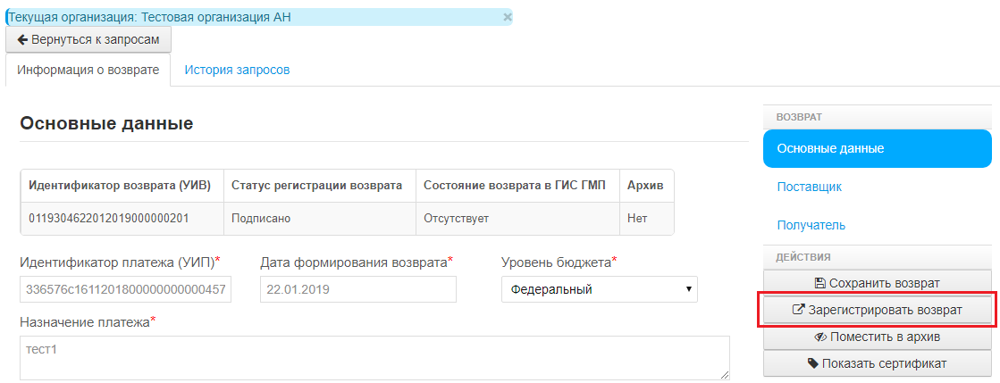 Текущая организация: Тестовая организация АН ×
Вернуться к запросам
Информация о возврате История запросов
Основные данные
Идентификатор возврата (УИВ) Статус регистрации возврата Состояние возврата в ГИС ГМП Архив
0119304622012019000000201 Подписано Отсутствует Нет
Идентификатор платежа (УИП)* Дата формирования возврата* Уровень бюджета*
336576c1611201800000000000457 22.01.2019 Федеральный
Назначение платежа*
тест1
ВОЗВРАТ
Основные данные
Поставщик
Получатель
ДЕЙСТВИЯ
Сохранить возврат
Зарегистрировать возврат
Поместить в архив
Показать сертификат